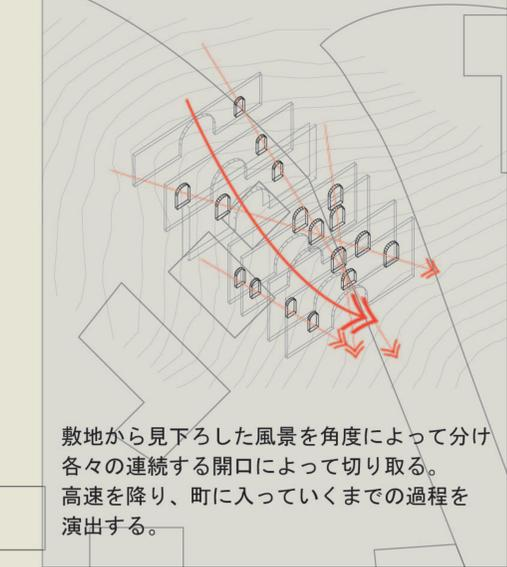 敷地から見下ろした風景を角度によって分け
各々の連続する開口によって切り取る。
高速を降り、町に入っていくまでの過程を
演出する。